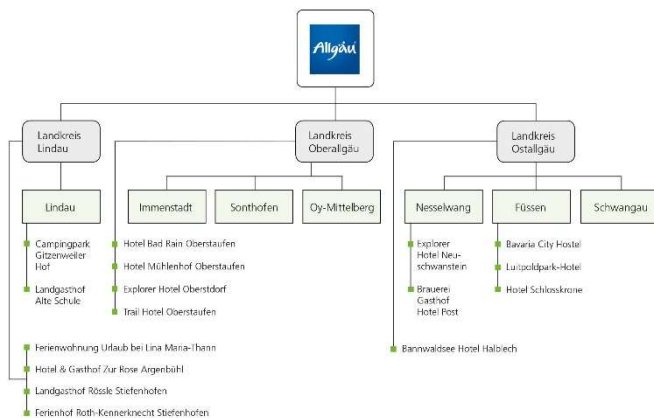 Allgäu
Landkreis
Lindau
Landkreis
Oberallgäu
Landkreis
Ostallgäu
Lindau
Immenstadt
Sonthofen
Oy-Mittelberg
Nesselwang
Füssen
Schwangau
Campingpark
Gitzenweiler
Hof
Landgasthof
Alte Schule
Hotel Bad Rain Oberstaufen
Hotel Mühlenhof Oberstaufen
Explorer Hotel Oberstdorf
Trail Hotel Oberstaufen
Explorer
Hotel Neu-
schwanstein
Brauerei
Gasthof
Hotel Post
Bavaria City Hostel
Luitpoldpark-Hotel
Hotel Schlosskrone
Bannwaldsee Hotel Halblech
Ferienwohnung Urlaub bei Lina Maria-Thann
Hotel & Gasthof Zur Rose Argenbühl
Landgasthof Rössle Stiefenhofen
Ferienhof Roth-Kennerknecht Stiefenhofen